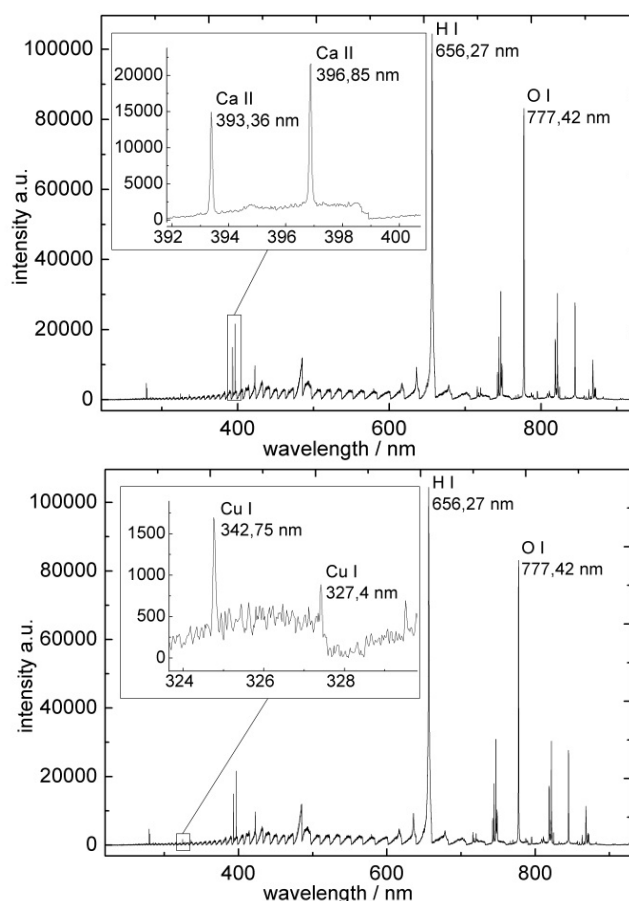 100000
80000
60000
40000
20000
0
intensity a.u.
H I
656,27 nm
O I
777,42 nm
Ca II
396,85 nm
Ca II
393,36 nm
20000
15000
10000
5000
2500
0
392 394 396 398 400
400 600 800
wavelength / nm
100000
80000
60000
40000
20000
0
intensity a.u.
H I
656,27 nm
O I
777,42 nm
Cu I
342,75 nm
Cu I
327,4 nm
1500
1000
500
0
324 326 328
400 600 800
wavelength / nm